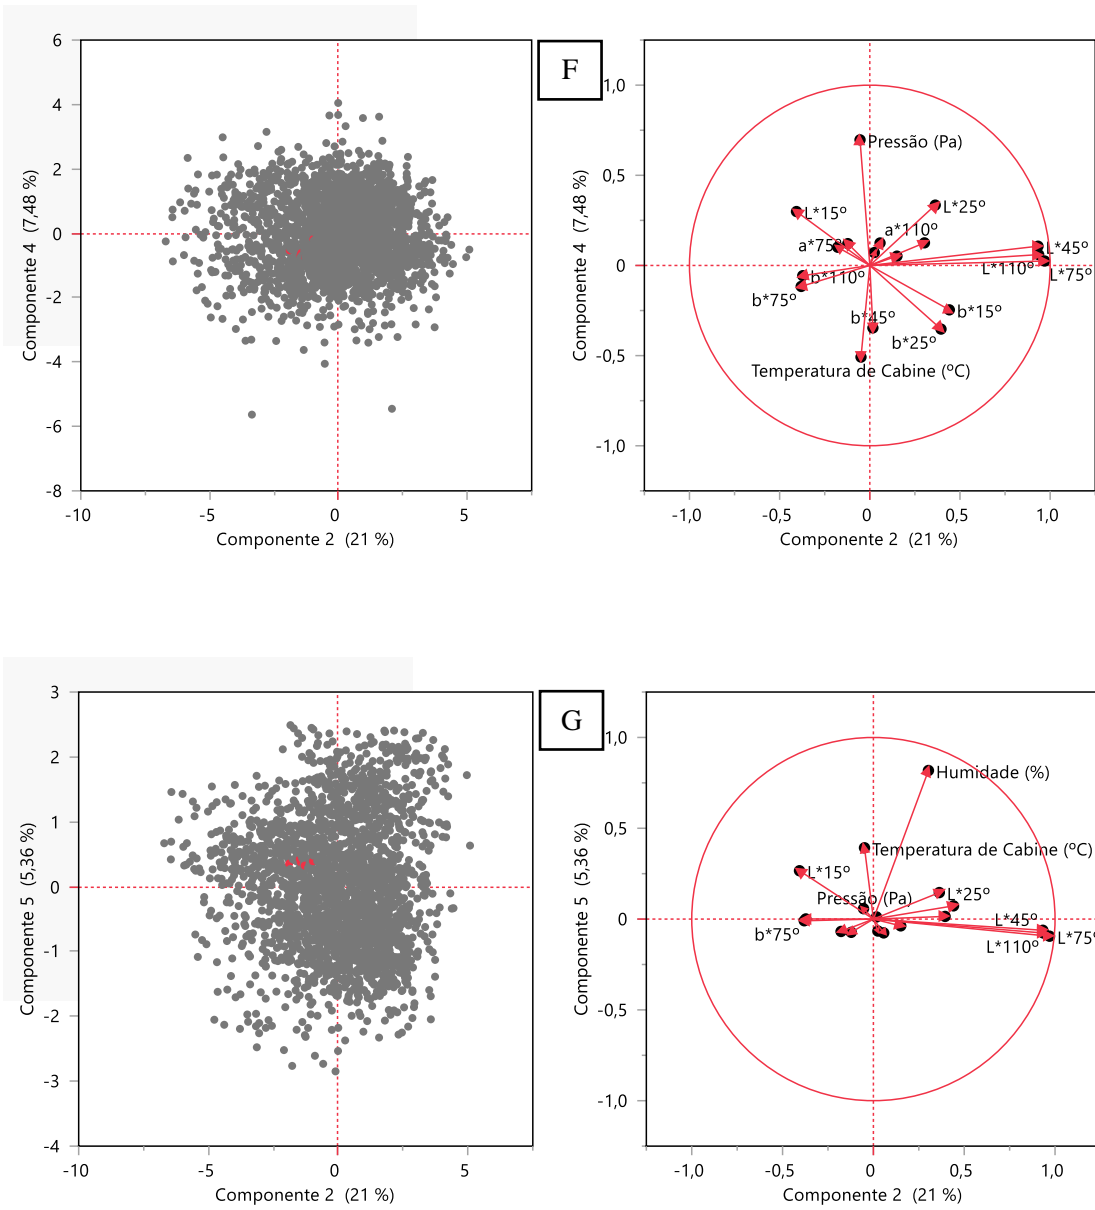 F
6
4
2
0
-2
-4
-6
-8
-10
-5
0
5
Componente 4 (7,48 %)
Componente 2 (21 %)
1,0
0,5
0
-0,5
-1,0
-1,0
-0,5
0
0,5
1,0
Componente 4 (7,48 %)
Componente 2 (21 %)
Pressão (Pa)
L*15º
L*25º
a*110º
a*75º
L*45º
L*110º
L*75º
b*110º
b*75º
b*15º
b*45º
b*25º
Temperatura de Cabine (ºC)
G
3
2
1
0
-1
-2
-3
-4
-10
-5
0
5
Componente 5 (5,36 %)
Componente 2 (21 %)
1,0
0,5
0
-0,5
-1,0
-1,0
-0,5
0
0,5
1,0
Componente 5 (5,36 %)
Componente 2 (21 %)
Humidade (%)
Temperatura de Cabine (ºC)
L*15º
Pressão (Pa)
L*25º
L*45º
b*75º
L*110º
L*75º